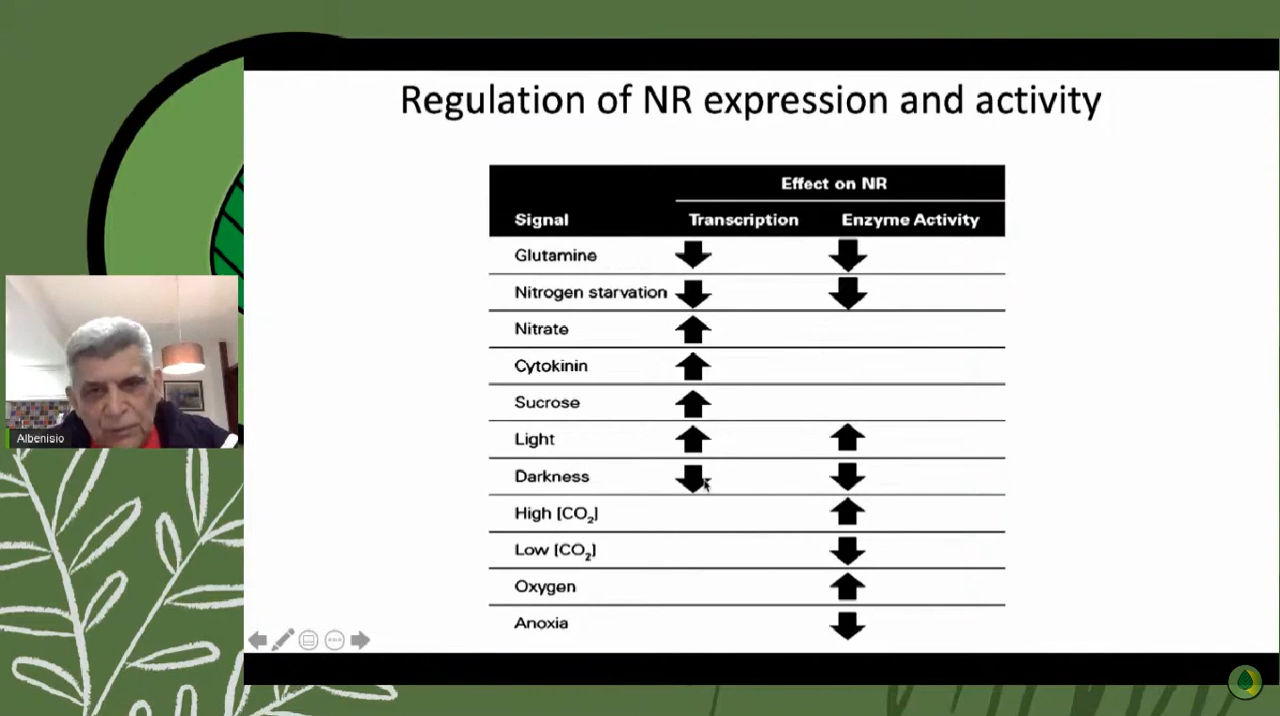 Regulation of NR expression and activity
Effect on NR
Signal Transcription Enzyme Activity
Glutamine
Nitrogen starvation
Nitrate
Cytokinin
Sucrose
Light
Darkness
High [CO₂]
Low [CO₂]
Oxygen
Anoxia
Albenisio